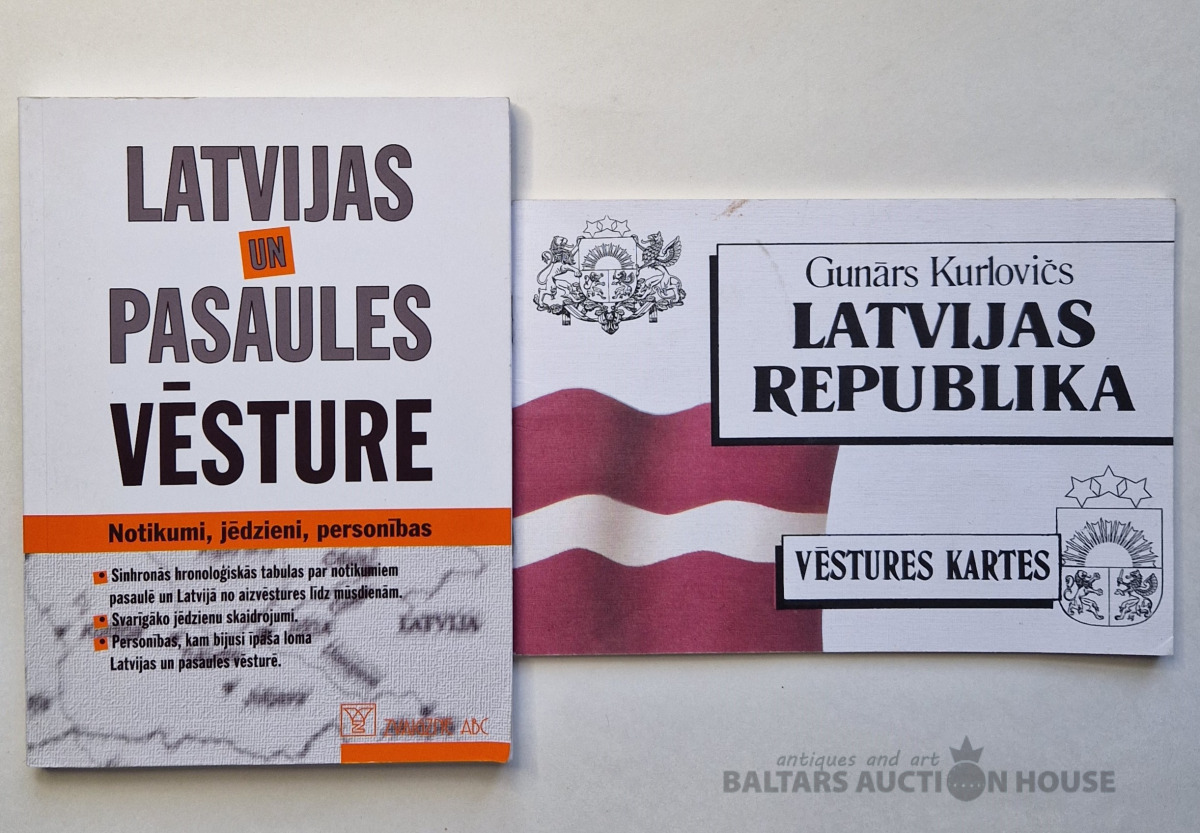 LATVIJAS
UN
PASAULES
VĒSTURE
Notikumi, jēdzieni, personības
• Sinhronās hronoloģiskās tabulas par notikumiem
pasaulē un Latvijā no aizvēstures līdz mūsdienām.
• Svarīgāko jēdzienu skaidrojumi.
• Personības, kam bijusi īpaša loma
Latvijas un pasaules vēsturē.
LATVIJA
ZVAIGZNE ABC
Gunārs Kurlovičs
LATVIJAS
REPUBLIKA
VĒSTURES KARTES
antiques and art
BALTARS AUCTION HOUSE